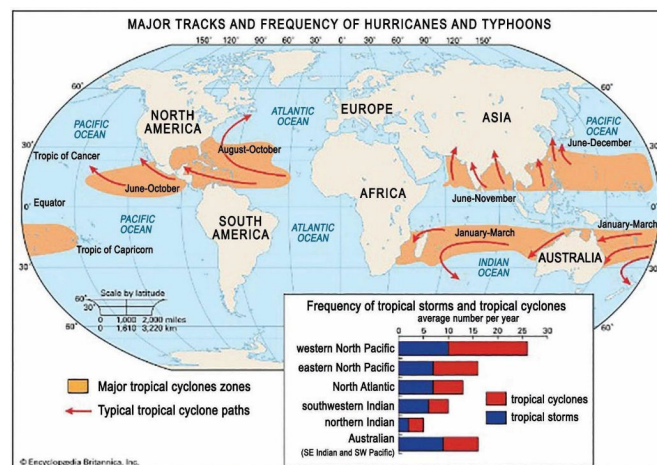 MAJOR TRACKS AND FREQUENCY OF HURRICANES AND TYPHOONS
150° 120° 90° 60° 30° 0° 30° 60° 90° 120° 150°
60°
60°
PACIFIC
OCEAN
NORTH
AMERICA
ATLANTIC
OCEAN
EUROPE
ASIA
PACIFIC
OCEAN
30°
30°
Tropic of Cancer
August-October
June-December
June-October
AFRICA
June-November
Equator
0°
0°
PACIFIC
OCEAN
SOUTH
AMERICA
ATLANTIC
OCEAN
January-March
January-March
Tropic of Capricorn
INDIAN
OCEAN
AUSTRALIA
30°
30°
Scale by latitude
60°
30°
0 1,000 2,000 miles
0 1,610 3,220 km
60°
60°
Major tropical cyclones zones
Typical tropical cyclone paths
Frequency of tropical storms and tropical cyclones
average number per year
0 5 10 15 20 25 30
western North Pacific
eastern North Pacific
North Atlantic
southwestern Indian
northern Indian
Australian
(SE Indian and SW Pacific)
tropical cyclones
tropical storms
© Encyclopædia Britannica, Inc.